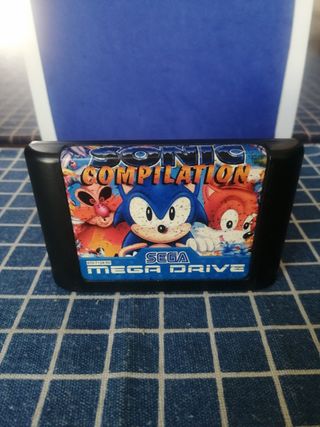 SONIC
COMPILATION
SEGA
MEGA DRIVE